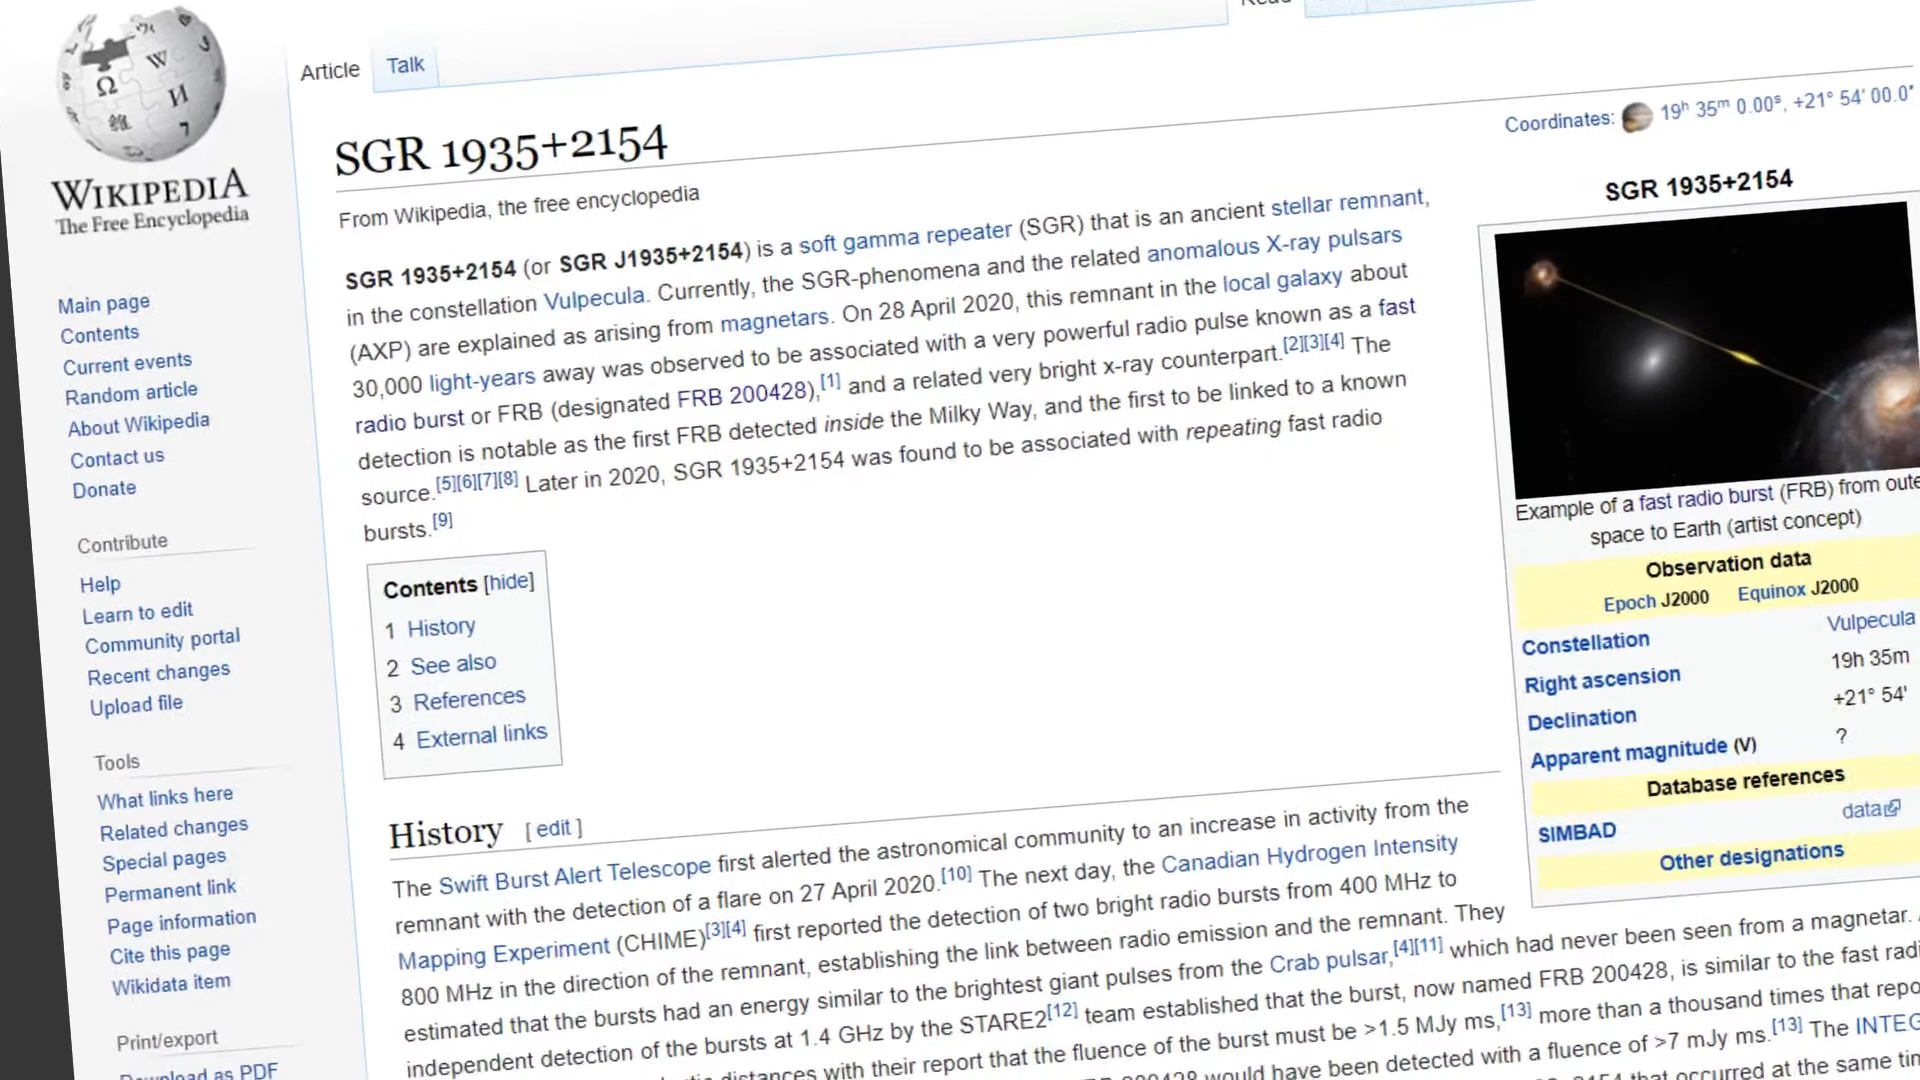 WIKIPEDIA
The Free Encyclopedia
Main page
Contents
Current events
Random article
About Wikipedia
Contact us
Donate
Contribute
Help
Learn to edit
Community portal
Recent changes
Upload file
Tools
What links here
Related changes
Special pages
Permanent link
Page information
Cite this page
Wikidata item
Print/export
Download as PDF
Article Talk
Read
Coordinates: 19h 35m 0.00s, +21° 54′ 00.0″
SGR 1935+2154
From Wikipedia, the free encyclopedia
SGR 1935+2154 (or SGR J1935+2154) is a soft gamma repeater (SGR) that is an ancient stellar remnant,
in the constellation Vulpecula. Currently, the SGR-phenomena and the related anomalous X-ray pulsars
(AXP) are explained as arising from magnetars. On 28 April 2020, this remnant in the local galaxy about
30,000 light-years away was observed to be associated with a very powerful radio pulse known as a fast
radio burst or FRB (designated FRB 200428),[1] and a related very bright x-ray counterpart.[2][3][4] The
detection is notable as the first FRB detected inside the Milky Way, and the first to be linked to a known
source.[5][6][7][8] Later in 2020, SGR 1935+2154 was found to be associated with repeating fast radio
bursts.[9]
Contents [hide]
1 History
2 See also
3 References
4 External links
SGR 1935+2154
Example of a fast radio burst (FRB) from oute
space to Earth (artist concept)
Observation data
Epoch J2000 Equinox J2000
Constellation Vulpecula
Right ascension 19h 35m
Declination +21° 54'
Apparent magnitude (V) ?
Database references
SIMBAD data
Other designations
History [ edit ]
The Swift Burst Alert Telescope first alerted the astronomical community to an increase in activity from the
remnant with the detection of a flare on 27 April 2020.[10] The next day, the Canadian Hydrogen Intensity
Mapping Experiment (CHIME)[3][4] first reported the detection of two bright radio bursts from 400 MHz to
800 MHz in the direction of the remnant, establishing the link between radio emission and the remnant. They
estimated that the bursts had an energy similar to the brightest giant pulses from the Crab pulsar,[4][11] which had never been seen from a magnetar.
independent detection of the bursts at 1.4 GHz by the STARE2[12] team established that the burst, now named FRB 200428, is similar to the fast radi
distances with their report that the fluence of the burst must be >1.5 MJy ms,[13] more than a thousand times that repo
200428 would have been detected with a fluence of >7 mJy ms.[13] The INTEG
2154 that occurred at the same tim